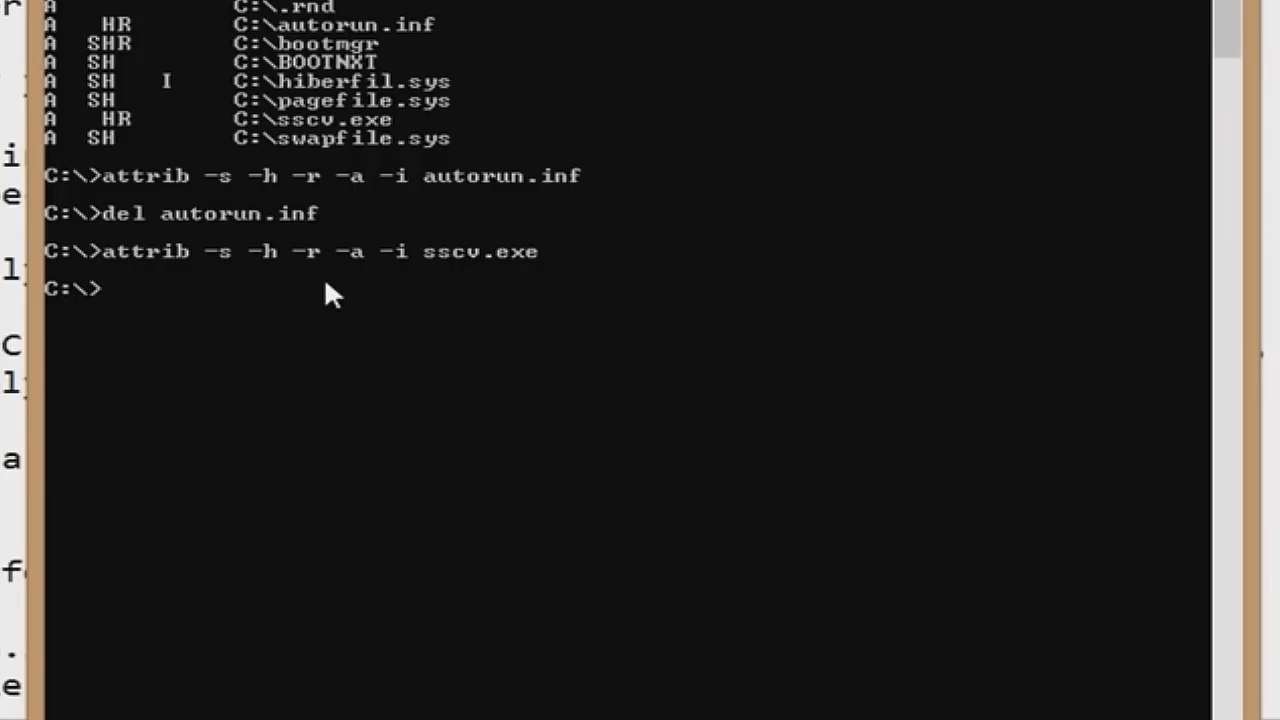 A            C:\.rnd
A    HR       C:\autorun.inf
A   SHR       C:\bootmgr
A   SH        C:\BOOTNXT
A   SH    I   C:\hiberfil.sys
A   SH        C:\pagefile.sys
A    HR       C:\sscv.exe
A   SH        C:\swapfile.sys
C:\>attrib -s -h -r -a -i autorun.inf
C:\>del autorun.inf
C:\>attrib -s -h -r -a -i sscv.exe
C:\>